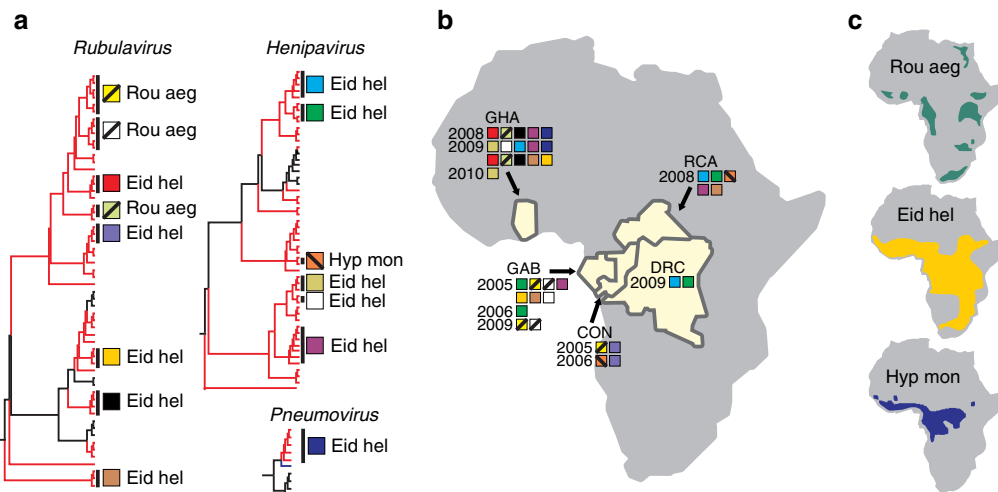 a
Rubulavirus
Rou aeg
Rou aeg
Eid hel
Rou aeg
Eid hel
Eid hel
Eid hel
Eid hel
Henipavirus
Eid hel
Eid hel
Hyp mon
Eid hel
Eid hel
Eid hel
Pneumovirus
Eid hel
b
GHA
2008
2009
2010
RCA
2008
GAB
2005
2006
2009
DRC
2009
CON
2005
2006
c
Rou aeg
Eid hel
Hyp mon